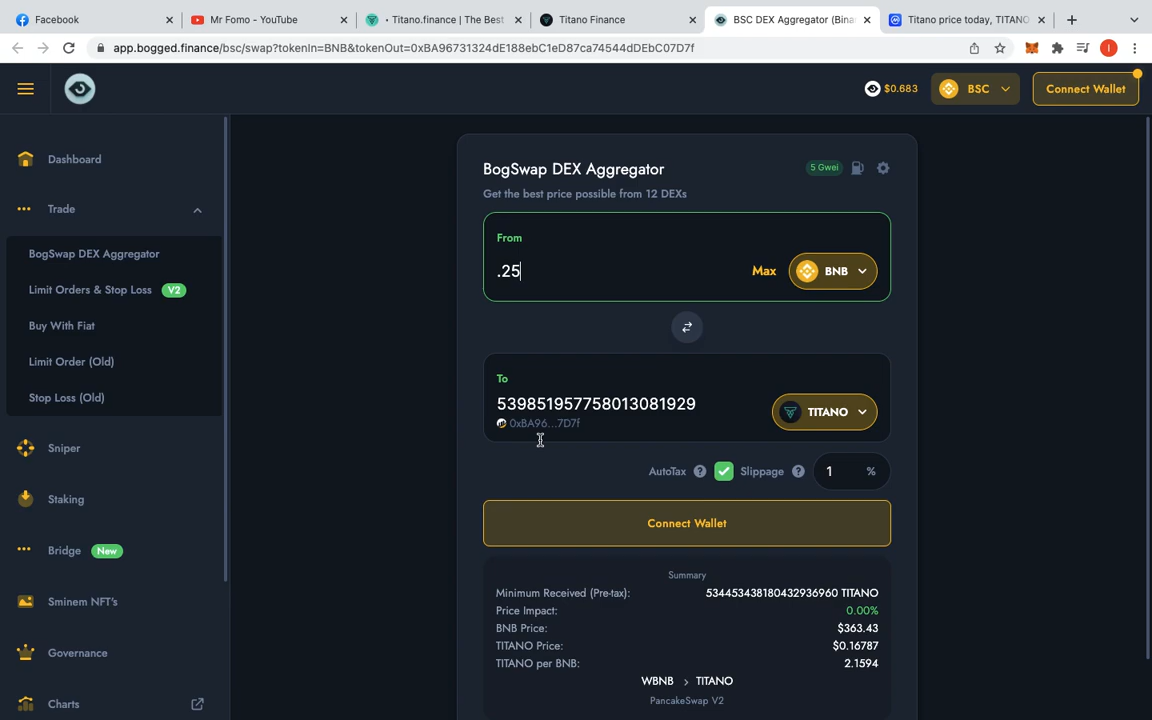 Facebook
Mr Fomo - YouTube
• Titano.finance | The Best
Titano Finance
BSC DEX Aggregator (Bina
Titano price today, TITANO
app.bogged.finance/bsc/swap?tokenIn=BNB&tokenOut=0xBA96731324dE188ebC1eD87ca74544dDEbC07D7f
I
$0.683
BSC
Connect Wallet
Dashboard
Trade
BogSwap DEX Aggregator
Limit Orders & Stop Loss V2
Buy With Fiat
Limit Order (Old)
Stop Loss (Old)
Sniper
Staking
Bridge New
Sminem NFT's
Governance
Charts
BogSwap DEX Aggregator
5 Gwei
Get the best price possible from 12 DEXs
From
.25
Max
BNB
To
539851957758013081929
TITANO
0xBA96...7D7f
AutoTax ? Slippage ? 1 %
Connect Wallet
Summary
Minimum Received (Pre-tax): 534453438180432936960 TITANO
Price Impact: 0.00%
BNB Price: $363.43
TITANO Price: $0.16787
TITANO per BNB: 2.1594
WBNB > TITANO
PancakeSwap V2